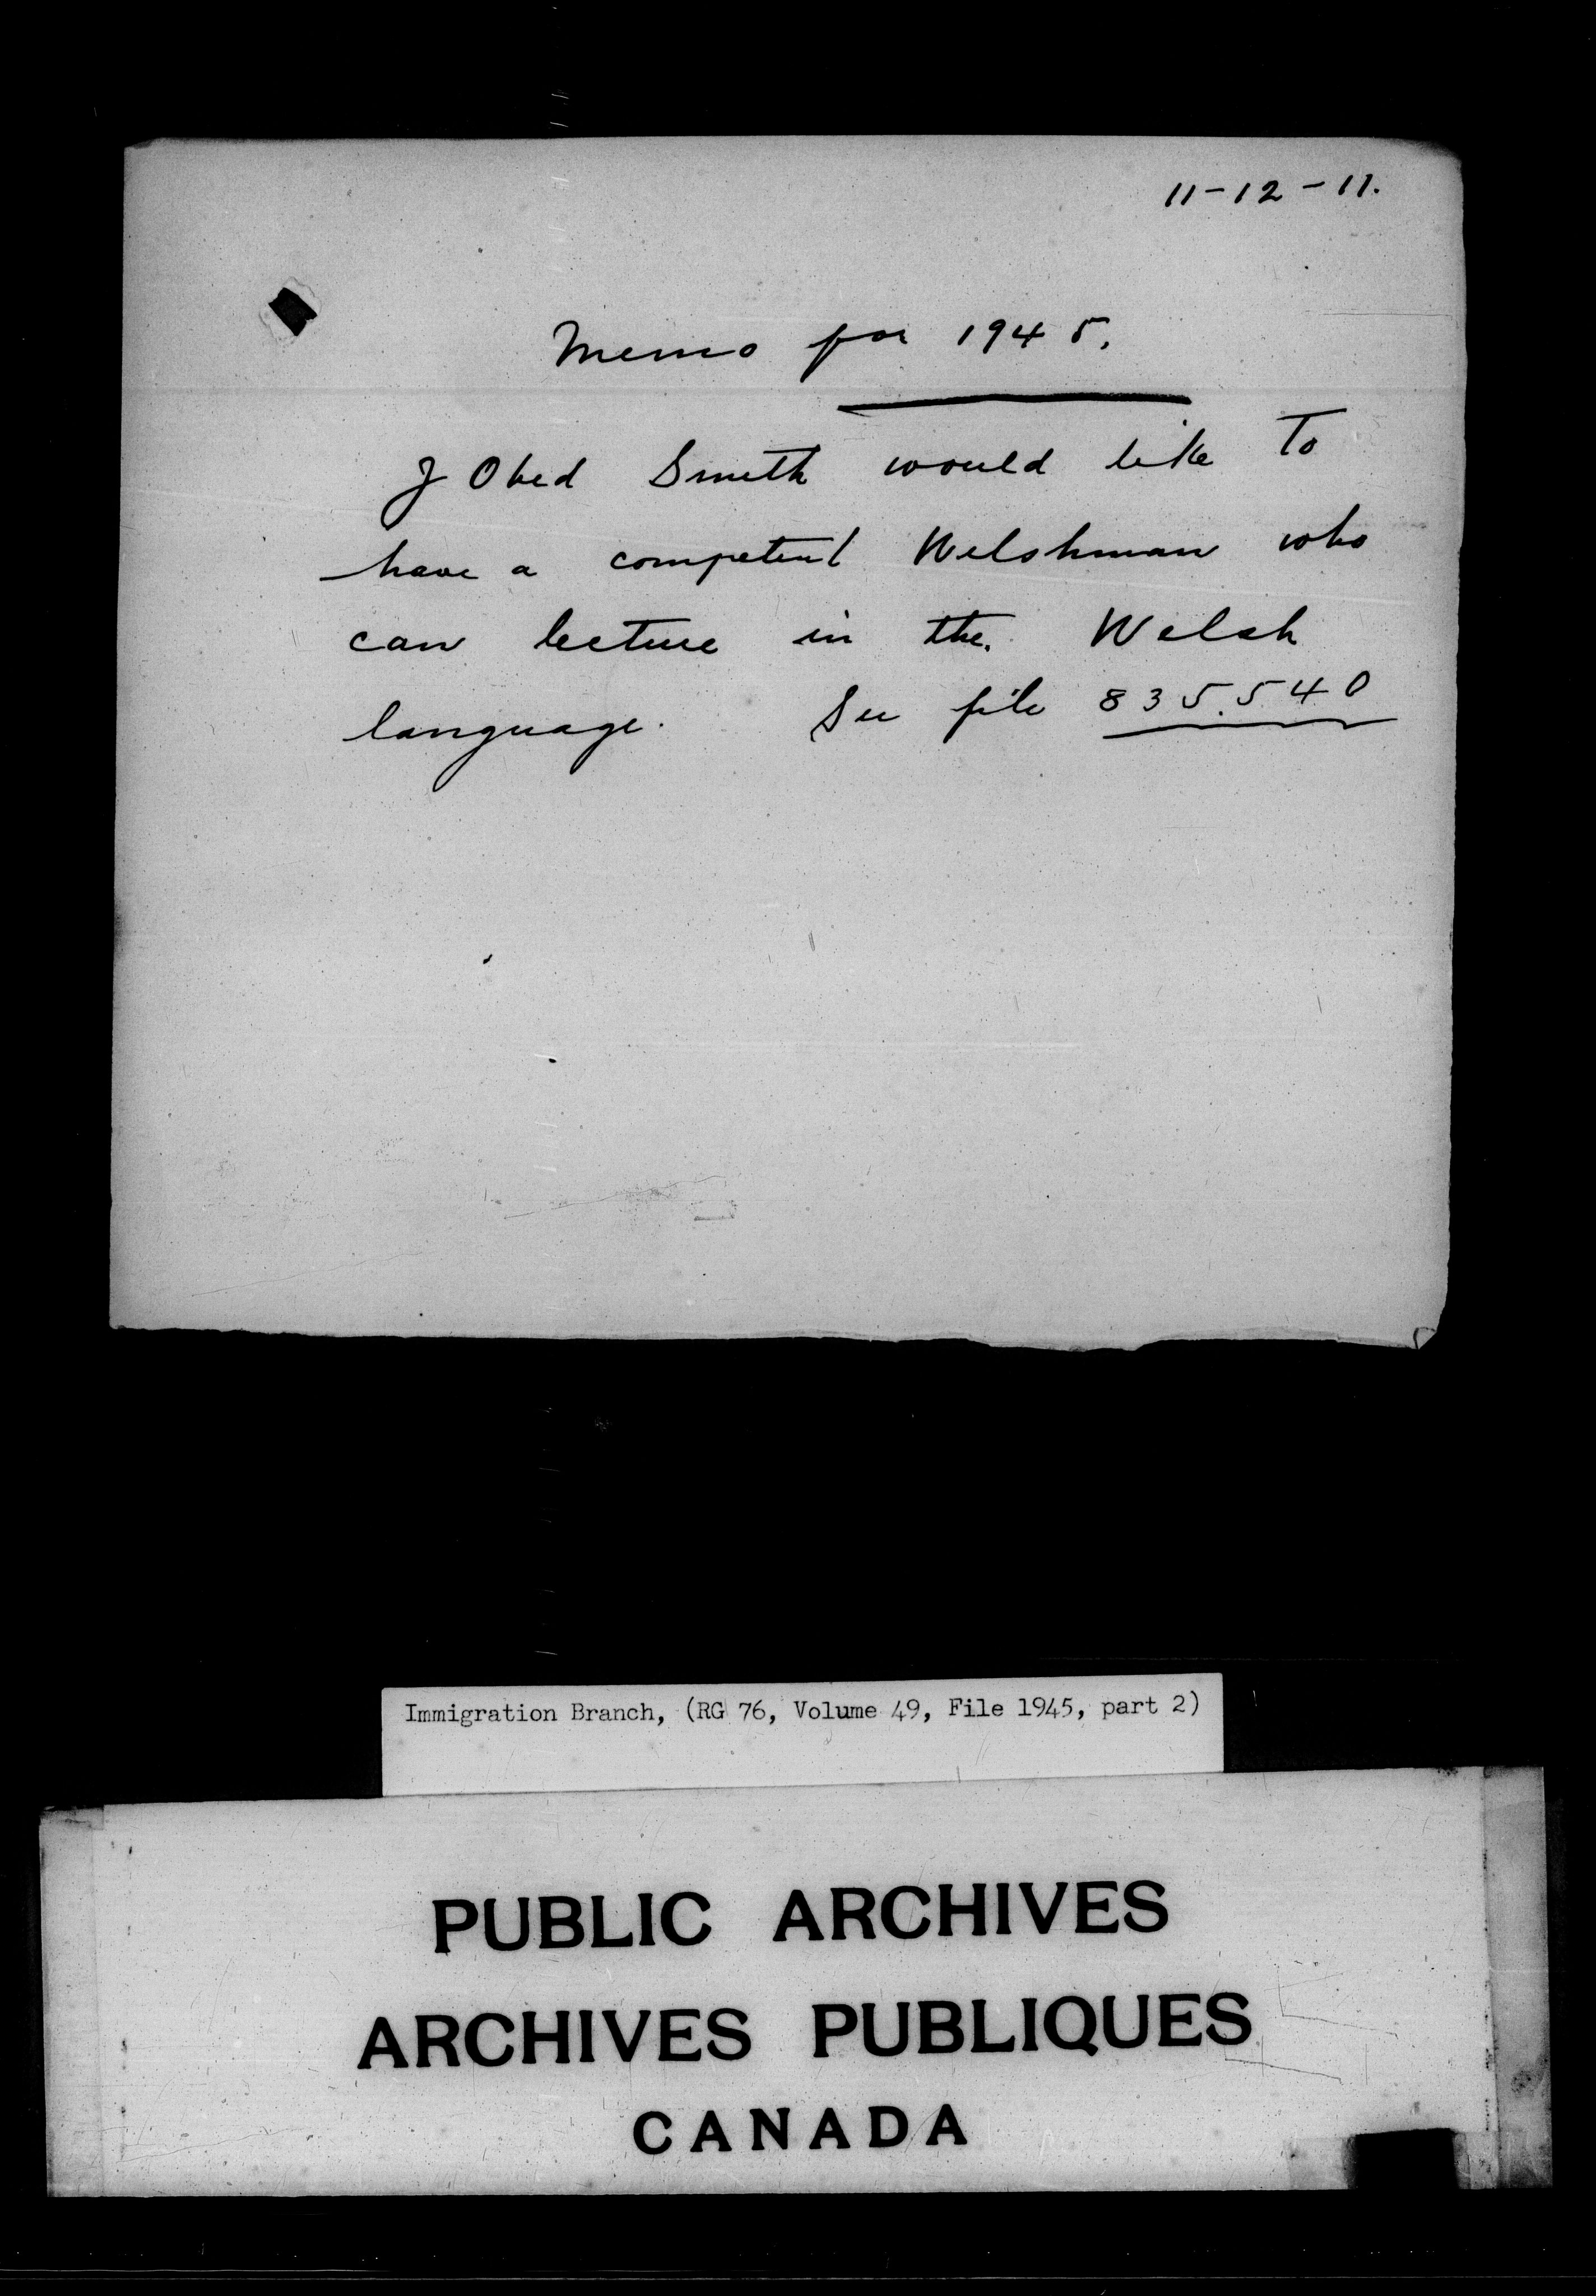 11-12-11.
Memo for 1945.
J Obed Smith would like To
have a competent Welshman who
can lecture in the. Welsh
language. See file 835.540
Immigration Branch, (RG 76, Volume 49, File 1945, part 2)
PUBLIC ARCHIVES
ARCHIVES PUBLIQUES
CANADA